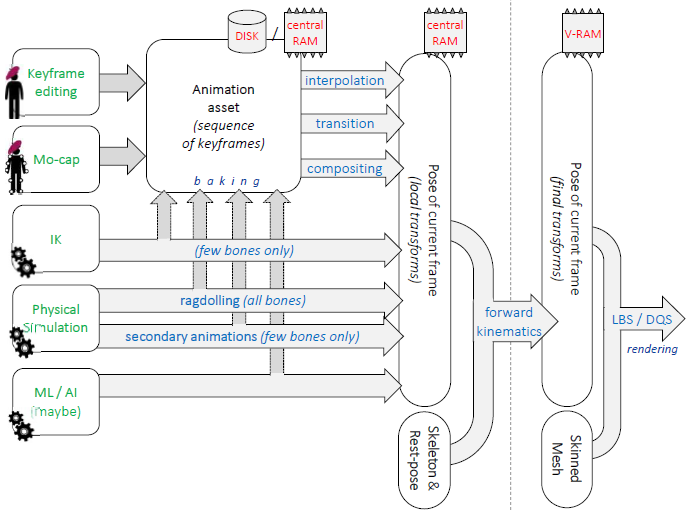 DISK
/
central
RAM
central
RAM
V-RAM
Keyframe
editing
Animation
asset
(sequence
of keyframes)
interpolation
transition
compositing
Mo-cap
baking
Pose of current frame
(local transforms)
Pose of current frame
(final transforms)
IK
(few bones only)
Physical
Simulation
ragdolling (all bones)
secondary animations (few bones only)
forward
kinematics
LBS / DQS
rendering
ML / AI
(maybe)
Skeleton &
Rest-pose
Skinned
Mesh